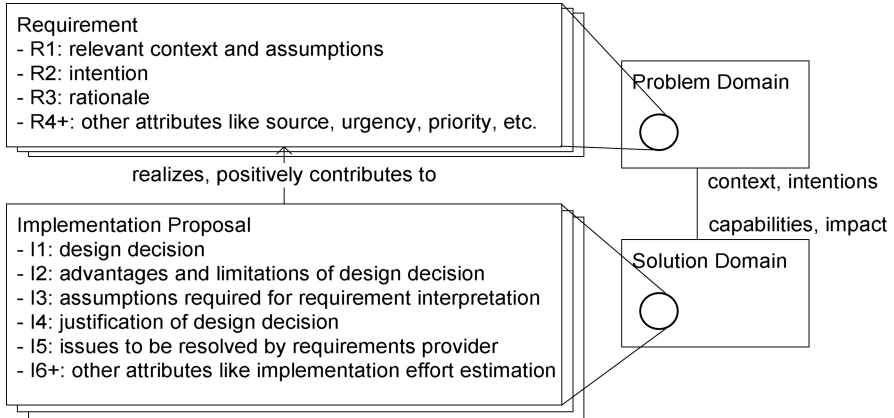 Requirement
- R1: relevant context and assumptions
- R2: intention
- R3: rationale
- R4+: other attributes like source, urgency, priority, etc.
Problem Domain
realizes, positively contributes to
context, intentions
capabilities, impact
Implementation Proposal
- I1: design decision
- I2: advantages and limitations of design decision
- I3: assumptions required for requirement interpretation
- I4: justification of design decision
- I5: issues to be resolved by requirements provider
- I6+: other attributes like implementation effort estimation
Solution Domain